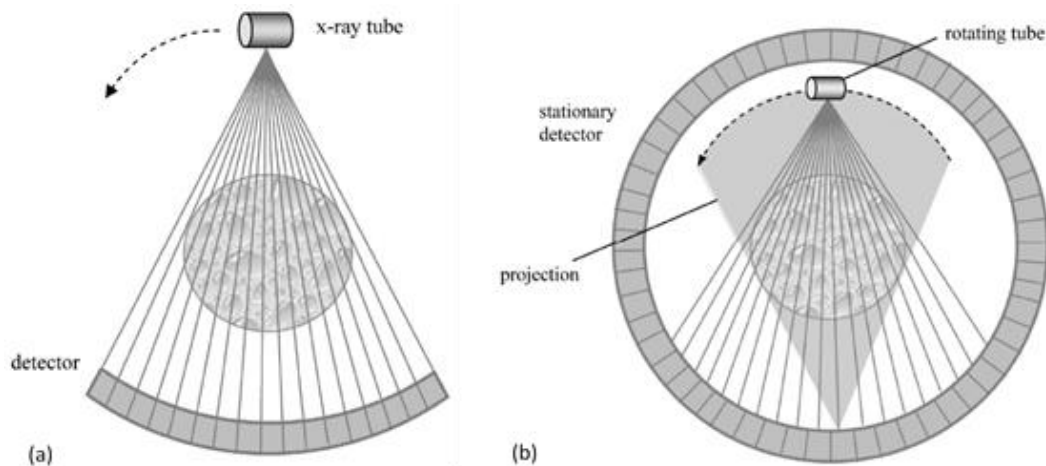 x-ray tube
detector
(a)
rotating tube
stationary
detector
projection
(b)